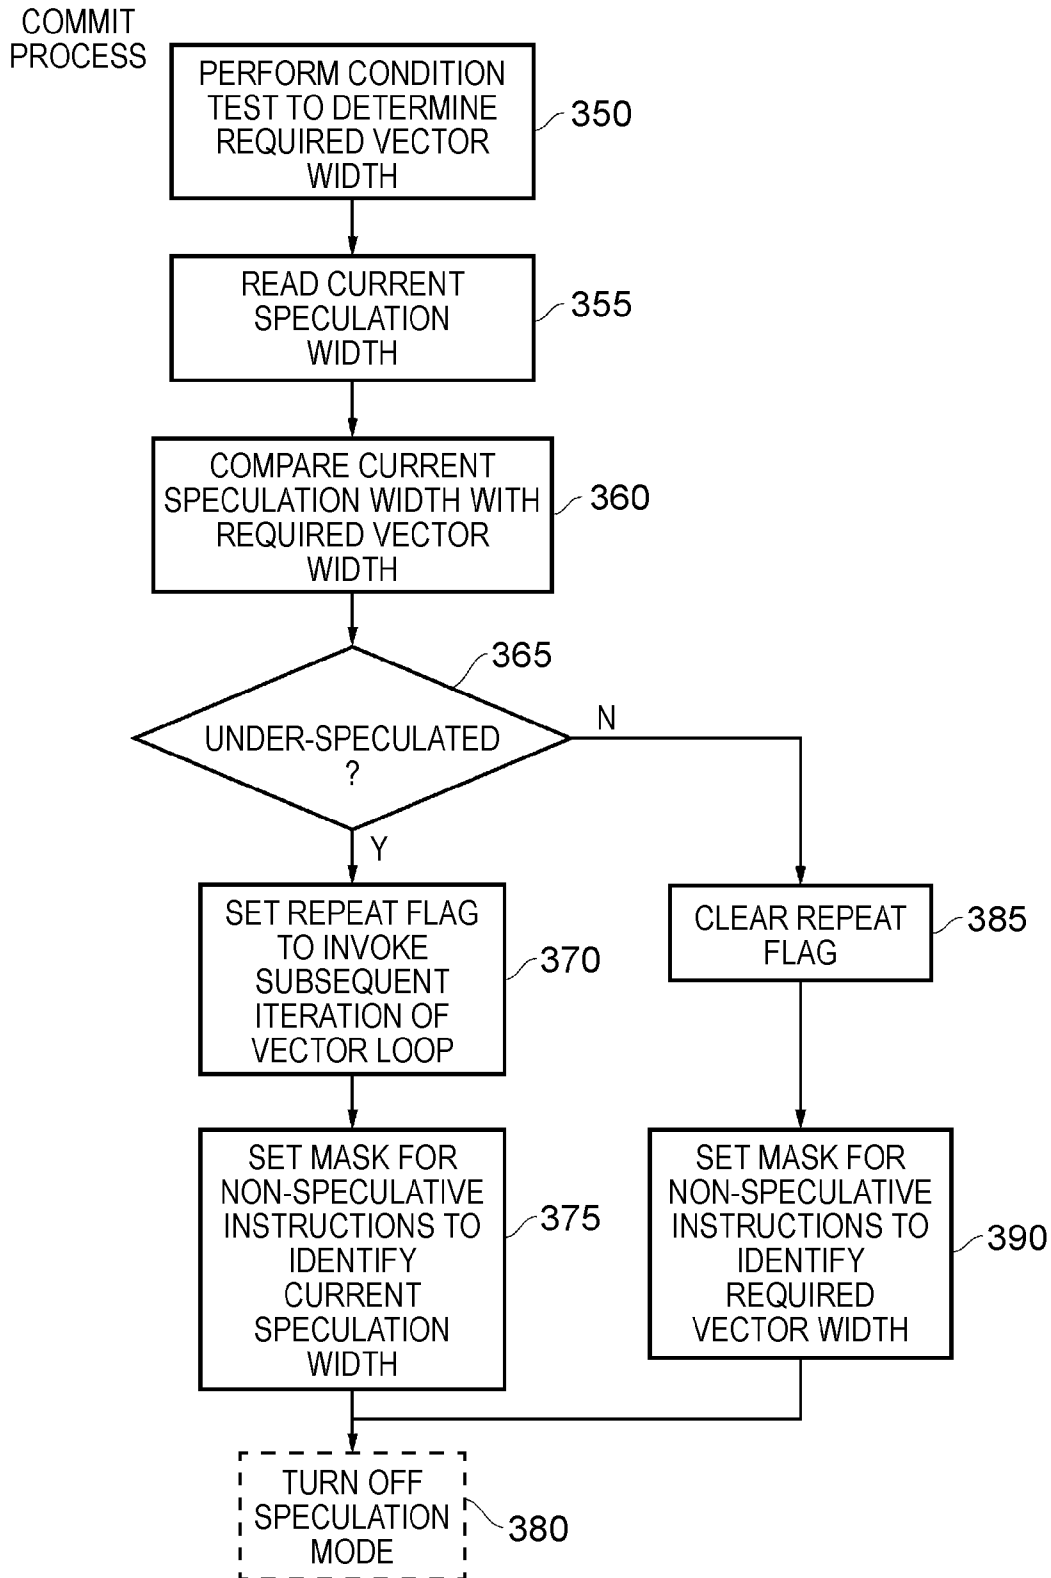 COMMIT
PROCESS
PERFORM CONDITION
TEST TO DETERMINE
REQUIRED VECTOR
WIDTH
350
READ CURRENT
SPECULATION
WIDTH
355
COMPARE CURRENT
SPECULATION WIDTH WITH
REQUIRED VECTOR
WIDTH
360
365
UNDER-SPECULATED
?
N
Y
SET REPEAT FLAG
TO INVOKE
SUBSEQUENT
ITERATION OF
VECTOR LOOP
370
CLEAR REPEAT
FLAG
385
SET MASK FOR
NON-SPECULATIVE
INSTRUCTIONS TO
IDENTIFY
CURRENT
SPECULATION
WIDTH
375
SET MASK FOR
NON-SPECULATIVE
INSTRUCTIONS TO
IDENTIFY
REQUIRED
VECTOR WIDTH
390
TURN OFF
SPECULATION
MODE
380